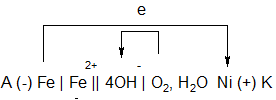 e
2+ -
A (-) Fe | Fe || 4OH | O₂, H₂O Ni (+) K